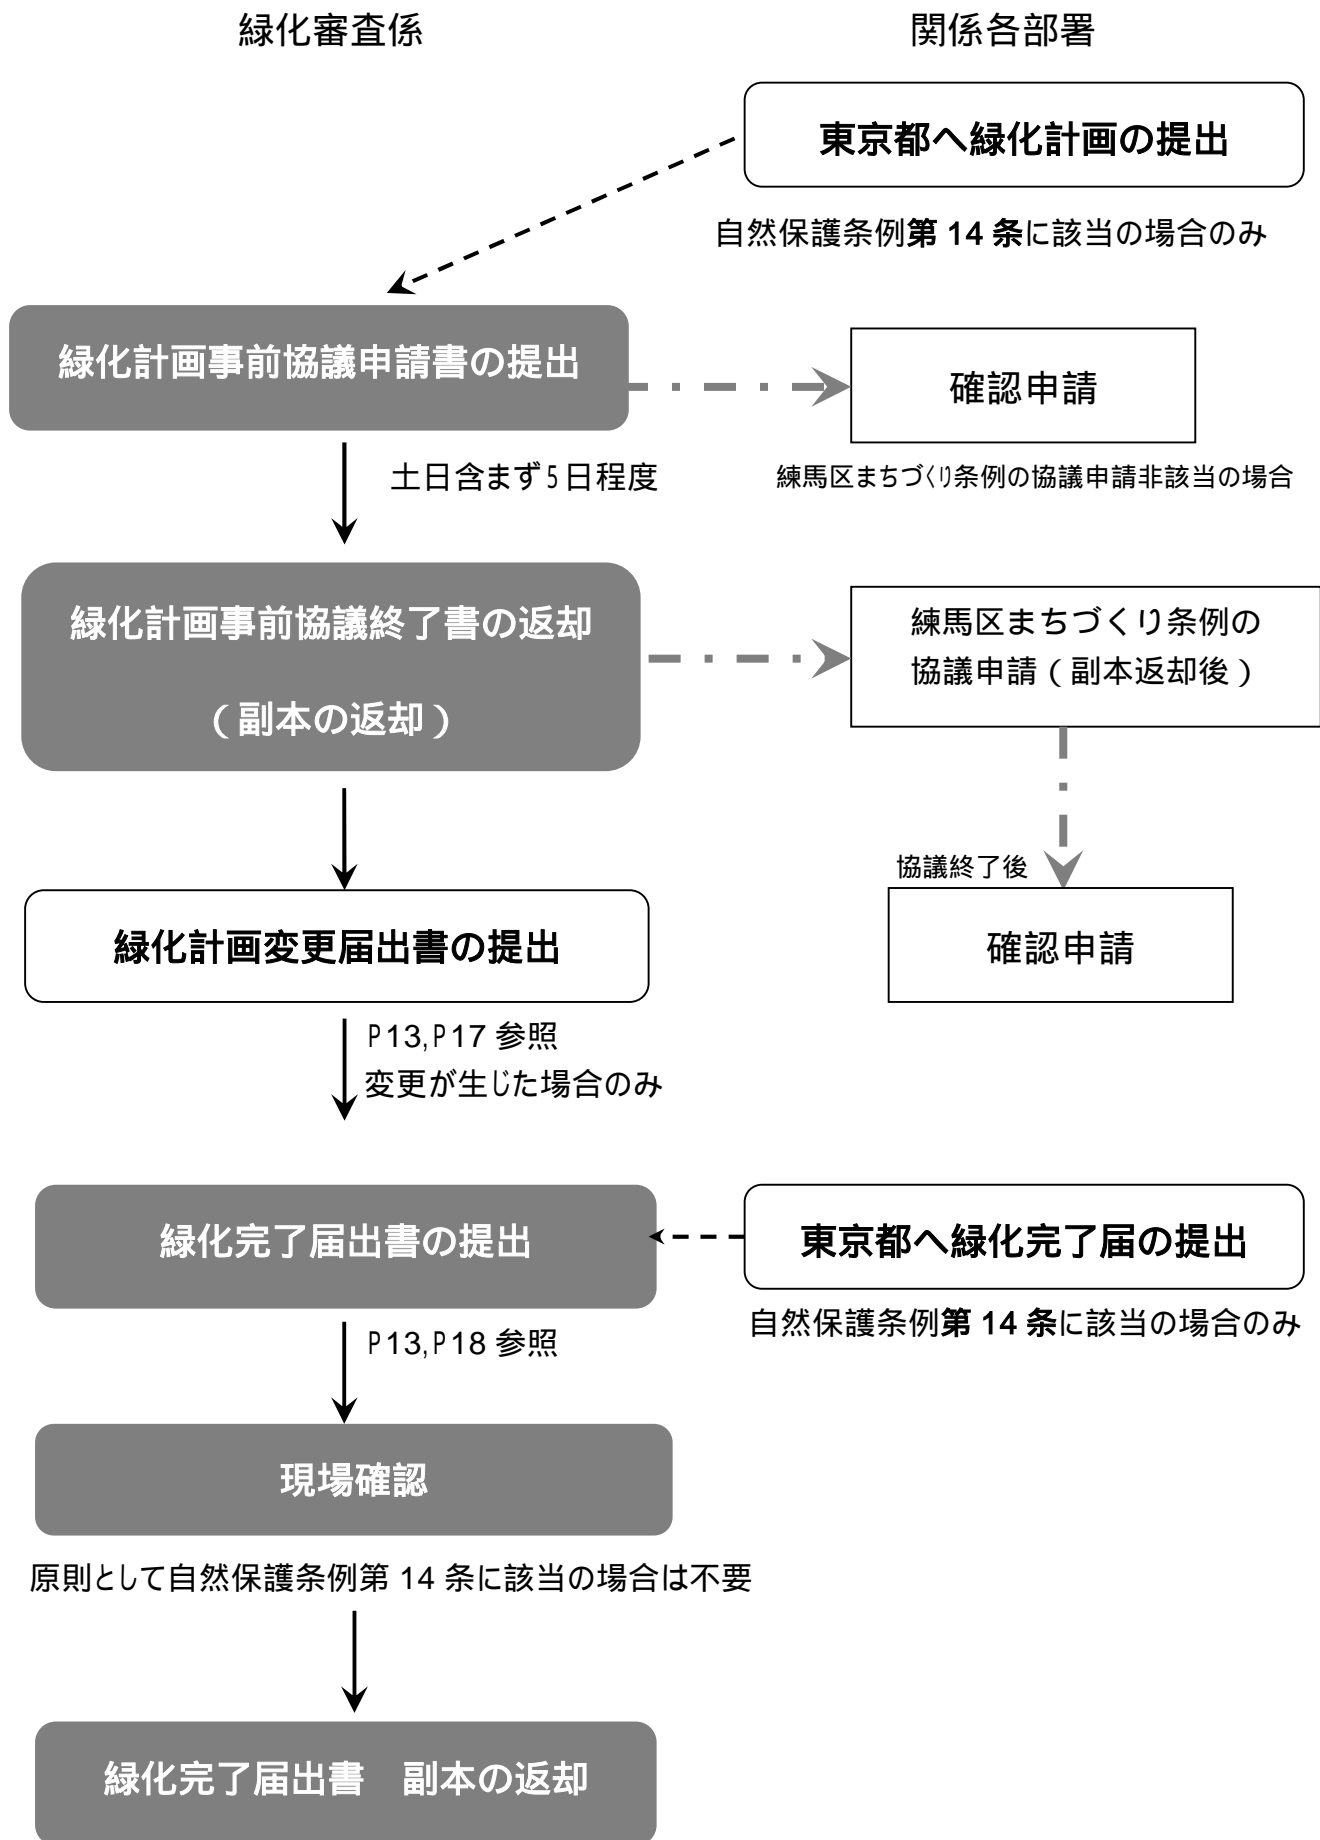 緑化審査係
関係各部署
東京都へ緑化計画の提出
自然保護条例第 14 条に該当の場合のみ
緑化計画事前協議申請書の提出
確認申請
土日含まず5日程度
練馬区まちづくり条例の協議申請非該当の場合
緑化計画事前協議終了書の返却
(副本の返却)
練馬区まちづくり条例の
協議申請(副本返却後)
協議終了後
緑化計画変更届出書の提出
確認申請
P13,P17 参照
変更が生じた場合のみ
緑化完了届出書の提出
東京都へ緑化完了届の提出
自然保護条例第 14 条に該当の場合のみ
P13,P18 参照
現場確認
原則として自然保護条例第 14 条に該当の場合は不要
緑化完了届出書 副本の返却